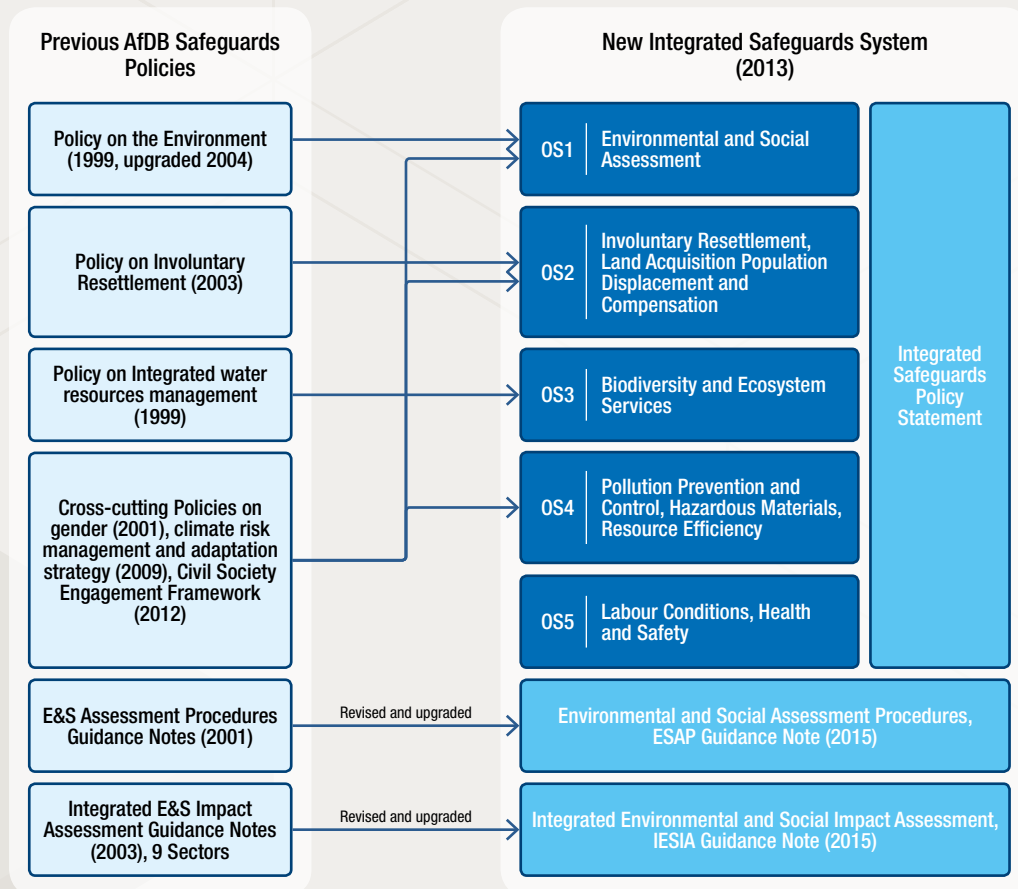 Previous AfDB Safeguards
Policies
Policy on the Environment
(1999, upgraded 2004)
Policy on Involuntary
Resettlement (2003)
Policy on Integrated water
resources management
(1999)
Cross-cutting Policies on
gender (2001), climate risk
management and adaptation
strategy (2009), Civil Society
Engagement Framework
(2012)
E&S Assessment Procedures
Guidance Notes (2001)
Integrated E&S Impact
Assessment Guidance Notes
(2003), 9 Sectors
Revised and upgraded
Revised and upgraded
New Integrated Safeguards System
(2013)
OS1
Environmental and Social
Assessment
OS2
Involuntary Resettlement,
Land Acquisition Population
Displacement and
Compensation
OS3
Biodiversity and Ecosystem
Services
OS4
Pollution Prevention and
Control, Hazardous Materials,
Resource Efficiency
OS5
Labour Conditions, Health
and Safety
Integrated
Safeguards
Policy
Statement
Environmental and Social Assessment Procedures,
ESAP Guidance Note (2015)
Integrated Environmental and Social Impact Assessment,
IESIA Guidance Note (2015)